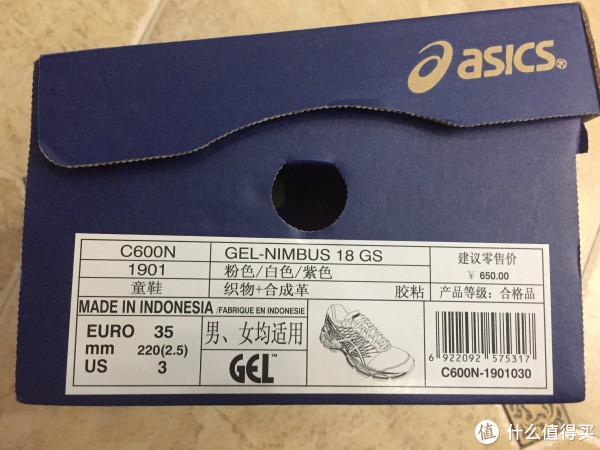 asics®
C600N
GEL-NIMBUS 18 GS
建议零售价
¥ 650.00
1901
粉色/白色/紫色
童鞋
织物+合成革
胶粘
产品等级：合格品
MADE IN INDONESIA /FABRIQUE EN INDONESIE
EURO 35
mm 220(2.5)
US 3
男、女均适用
GEL™
6 922092 575317
C600N-1901030
值 什么值得买